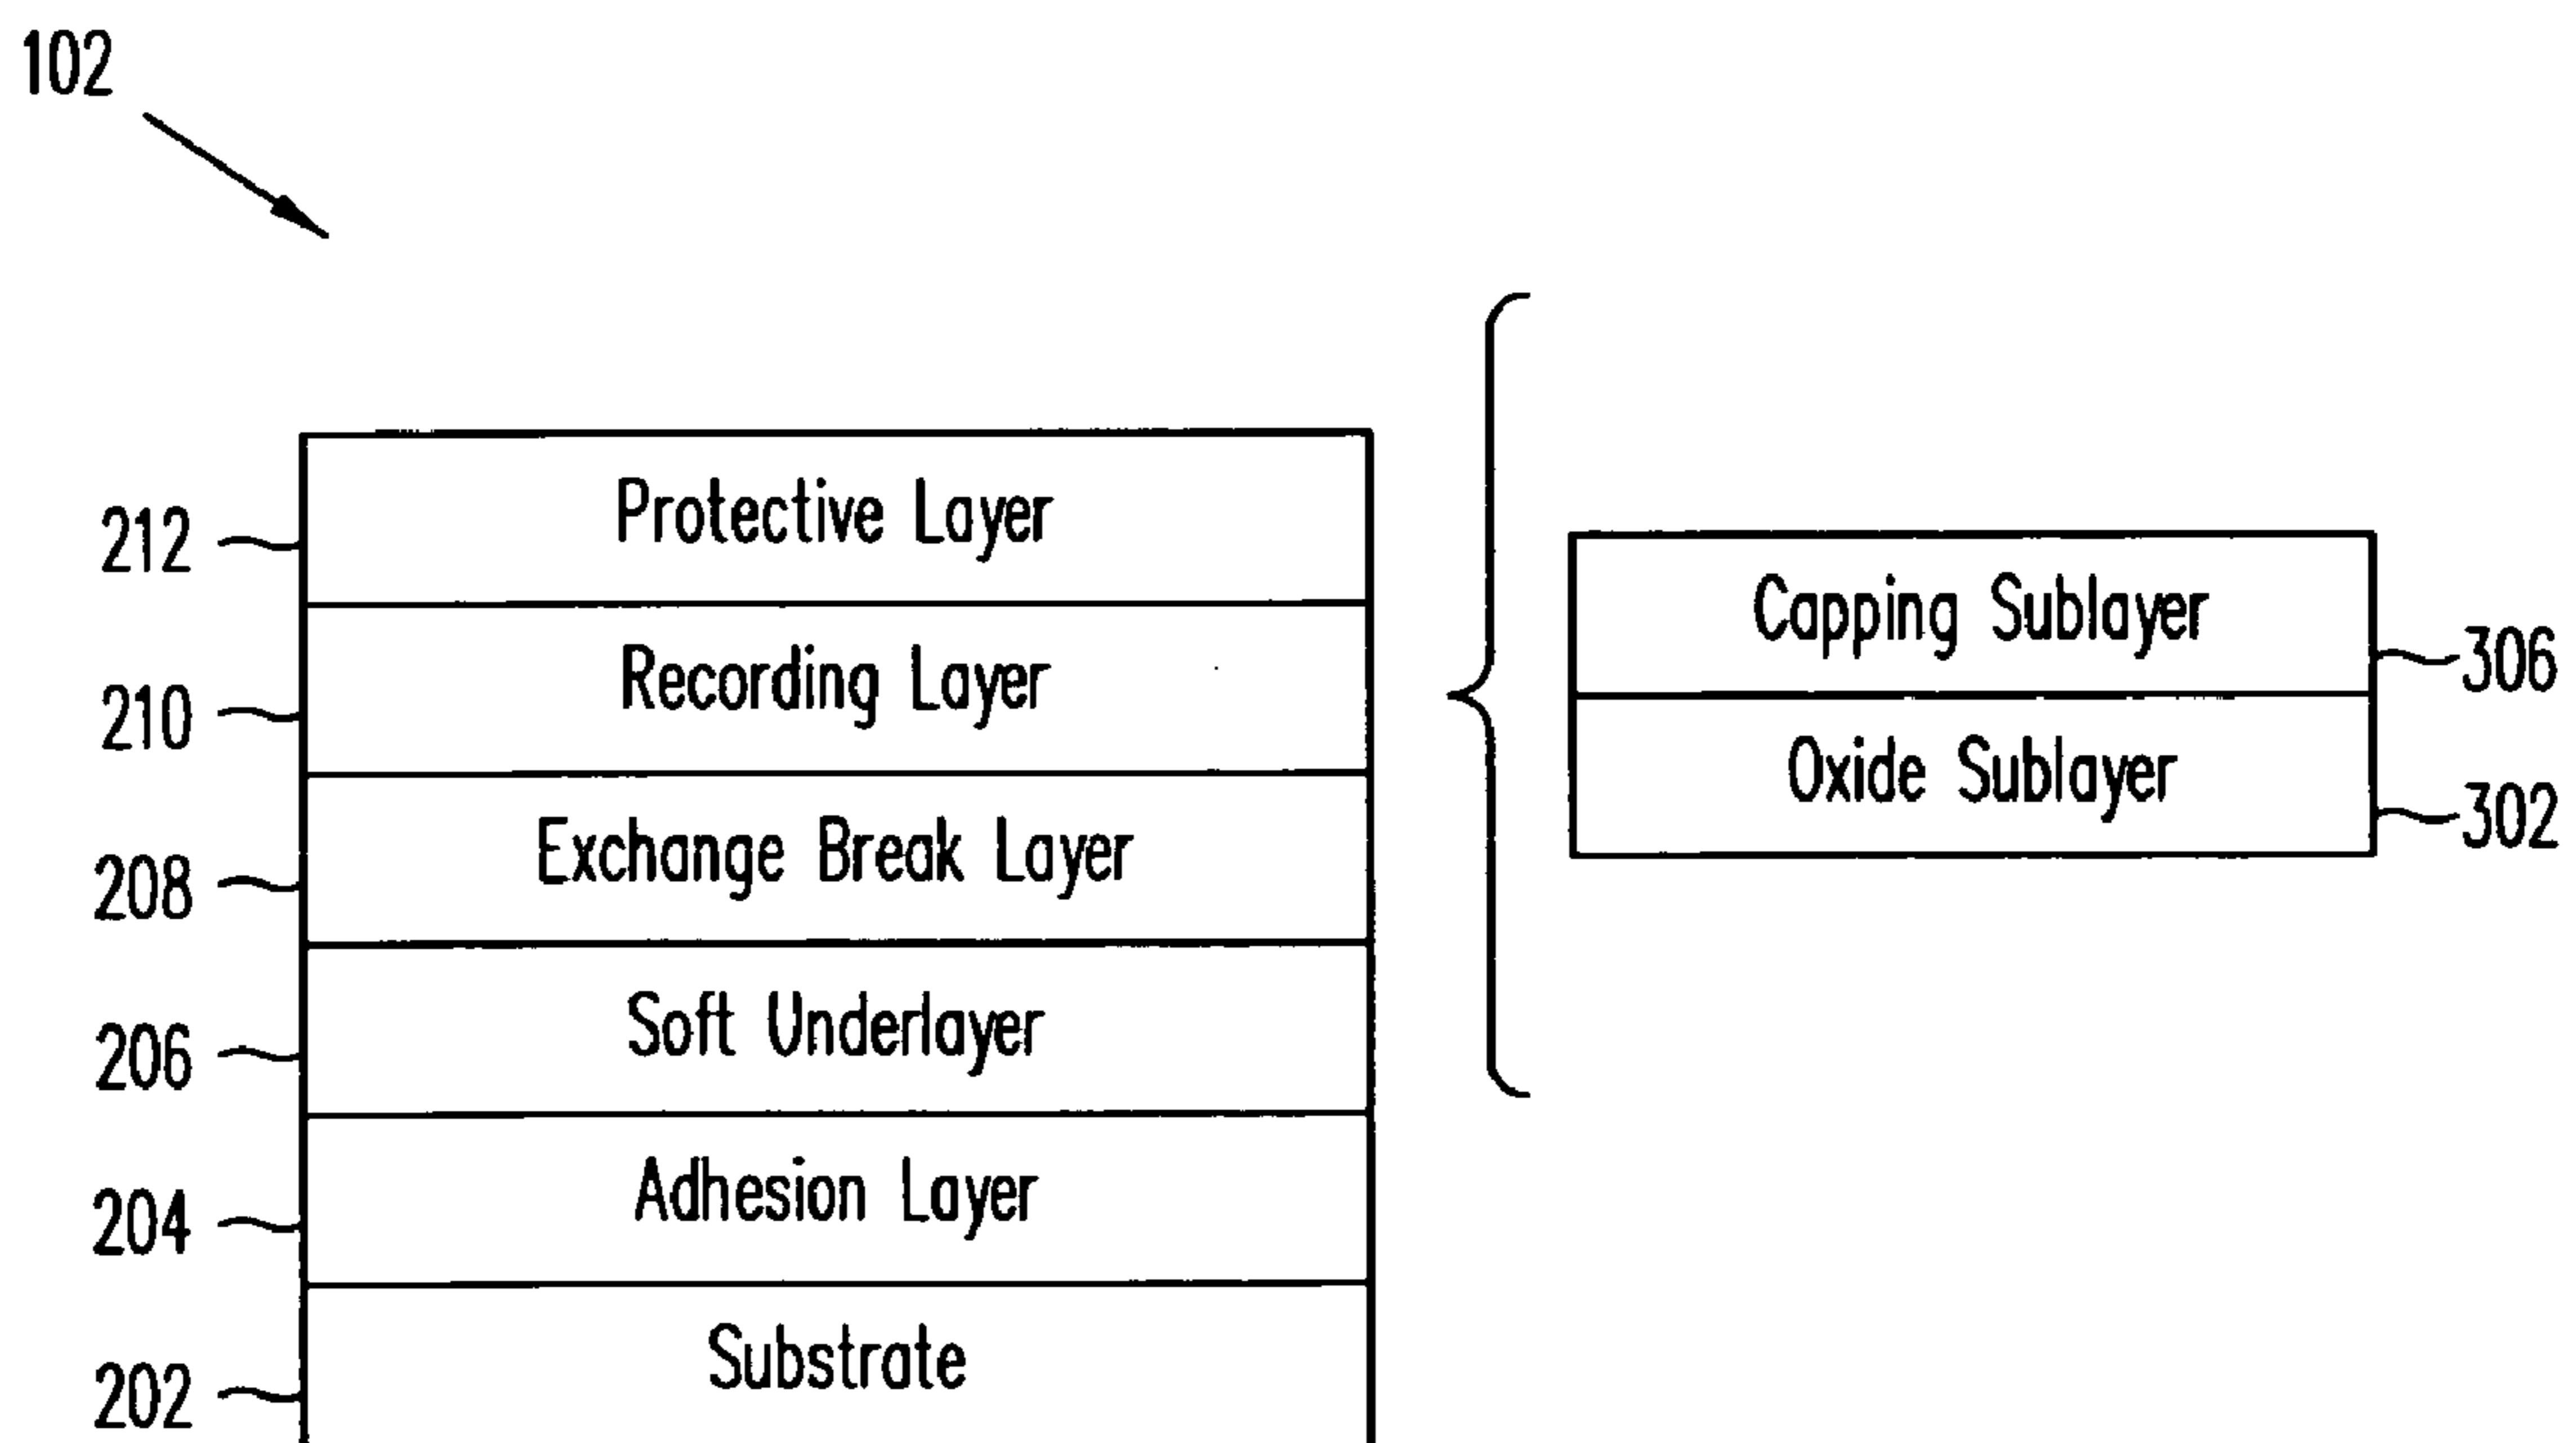 102
212 Protective Layer
210 Recording Layer
208 Exchange Break Layer
206 Soft Underlayer
204 Adhesion Layer
202 Substrate
Capping Sublayer 306
Oxide Sublayer 302